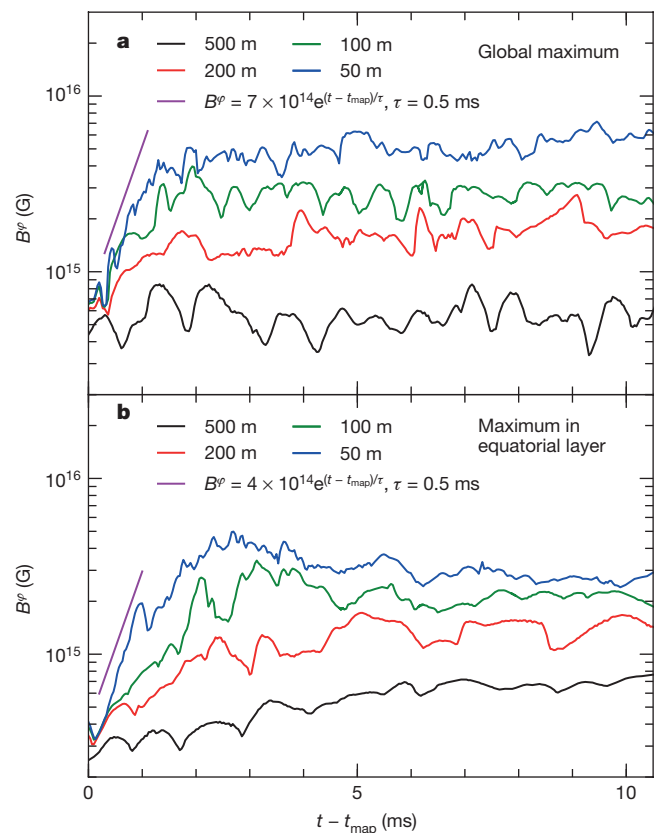 a
500 m 100 m Global maximum
200 m 50 m
B^φ = 7 × 10^14 e^(t − t_map)/τ, τ = 0.5 ms
10^16
10^15
B^φ (G)
b
500 m 100 m Maximum in
200 m 50 m equatorial layer
B^φ = 4 × 10^14 e^(t − t_map)/τ, τ = 0.5 ms
10^16
10^15
B^φ (G)
0 5 10
t − t_map (ms)